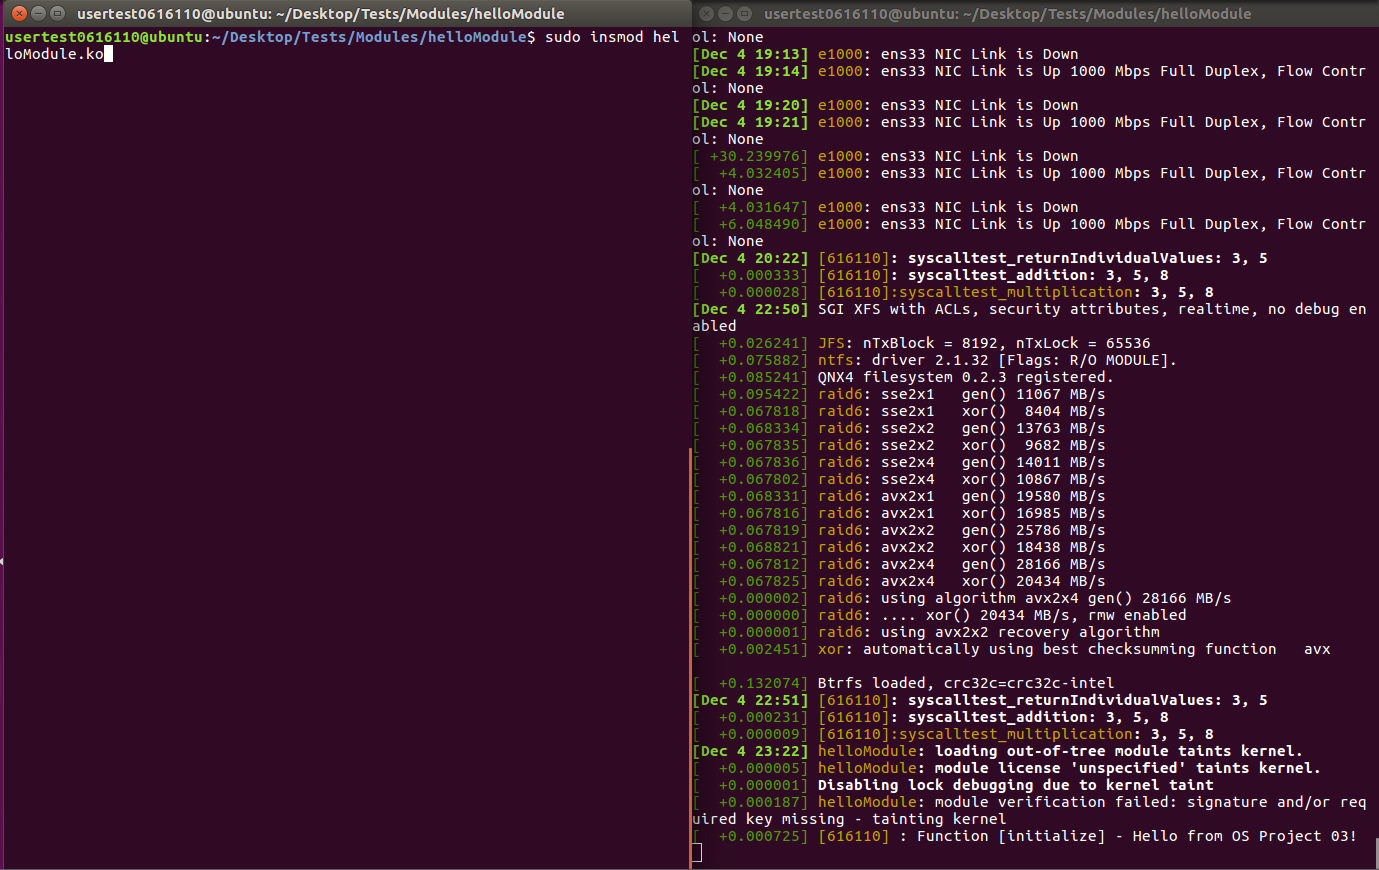 usertest0616110@ubuntu: ~/Desktop/Tests/Modules/helloModule
usertest0616110@ubuntu:~/Desktop/Tests/Modules/helloModule$ sudo insmod hel
loModule.ko
usertest0616110@ubuntu: ~/Desktop/Tests/Modules/helloModule
ol: None
[Dec 4 19:13] e1000: ens33 NIC Link is Down
[Dec 4 19:14] e1000: ens33 NIC Link is Up 1000 Mbps Full Duplex, Flow Contr
ol: None
[Dec 4 19:20] e1000: ens33 NIC Link is Down
[Dec 4 19:21] e1000: ens33 NIC Link is Up 1000 Mbps Full Duplex, Flow Contr
ol: None
[ +30.239976] e1000: ens33 NIC Link is Down
[  +4.032405] e1000: ens33 NIC Link is Up 1000 Mbps Full Duplex, Flow Contr
ol: None
[  +4.031647] e1000: ens33 NIC Link is Down
[  +6.048490] e1000: ens33 NIC Link is Up 1000 Mbps Full Duplex, Flow Contr
ol: None
[Dec 4 20:22] [616110]: syscalltest_returnIndividualValues: 3, 5
[  +0.000333] [616110]: syscalltest_addition: 3, 5, 8
[  +0.000028] [616110]:syscalltest_multiplication: 3, 5, 8
[Dec 4 22:50] SGI XFS with ACLs, security attributes, realtime, no debug en
abled
[  +0.026241] JFS: nTxBlock = 8192, nTxLock = 65536
[  +0.075882] ntfs: driver 2.1.32 [Flags: R/O MODULE].
[  +0.085241] QNX4 filesystem 0.2.3 registered.
[  +0.095422] raid6: sse2x1   gen() 11067 MB/s
[  +0.067818] raid6: sse2x1   xor()  8404 MB/s
[  +0.068334] raid6: sse2x2   gen() 13763 MB/s
[  +0.067835] raid6: sse2x2   xor()  9682 MB/s
[  +0.067836] raid6: sse2x4   gen() 14011 MB/s
[  +0.067802] raid6: sse2x4   xor() 10867 MB/s
[  +0.068331] raid6: avx2x1   gen() 19580 MB/s
[  +0.067816] raid6: avx2x1   xor() 16985 MB/s
[  +0.067819] raid6: avx2x2   gen() 25786 MB/s
[  +0.068821] raid6: avx2x2   xor() 18438 MB/s
[  +0.067812] raid6: avx2x4   gen() 28166 MB/s
[  +0.067825] raid6: avx2x4   xor() 20434 MB/s
[  +0.000002] raid6: using algorithm avx2x4 gen() 28166 MB/s
[  +0.000000] raid6: .... xor() 20434 MB/s, rmw enabled
[  +0.000001] raid6: using avx2x2 recovery algorithm
[  +0.002451] xor: automatically using best checksumming function   avx
[  +0.132074] Btrfs loaded, crc32c=crc32c-intel
[Dec 4 22:51] [616110]: syscalltest_returnIndividualValues: 3, 5
[  +0.000231] [616110]: syscalltest_addition: 3, 5, 8
[  +0.000009] [616110]:syscalltest_multiplication: 3, 5, 8
[Dec 4 23:22] helloModule: loading out-of-tree module taints kernel.
[  +0.000005] helloModule: module license 'unspecified' taints kernel.
[  +0.000001] Disabling lock debugging due to kernel taint
[  +0.000187] helloModule: module verification failed: signature and/or req
uired key missing - tainting kernel
[  +0.000725] [616110] : Function [initialize] - Hello from OS Project 03!